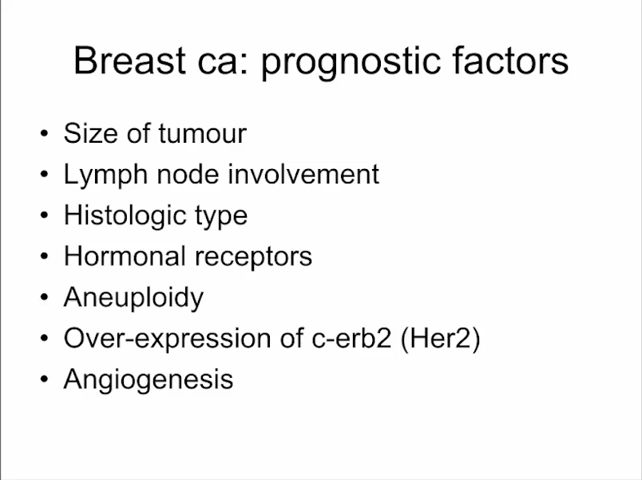 Breast ca: prognostic factors
• Size of tumour
• Lymph node involvement
• Histologic type
• Hormonal receptors
• Aneuploidy
• Over-expression of c-erb2 (Her2)
• Angiogenesis